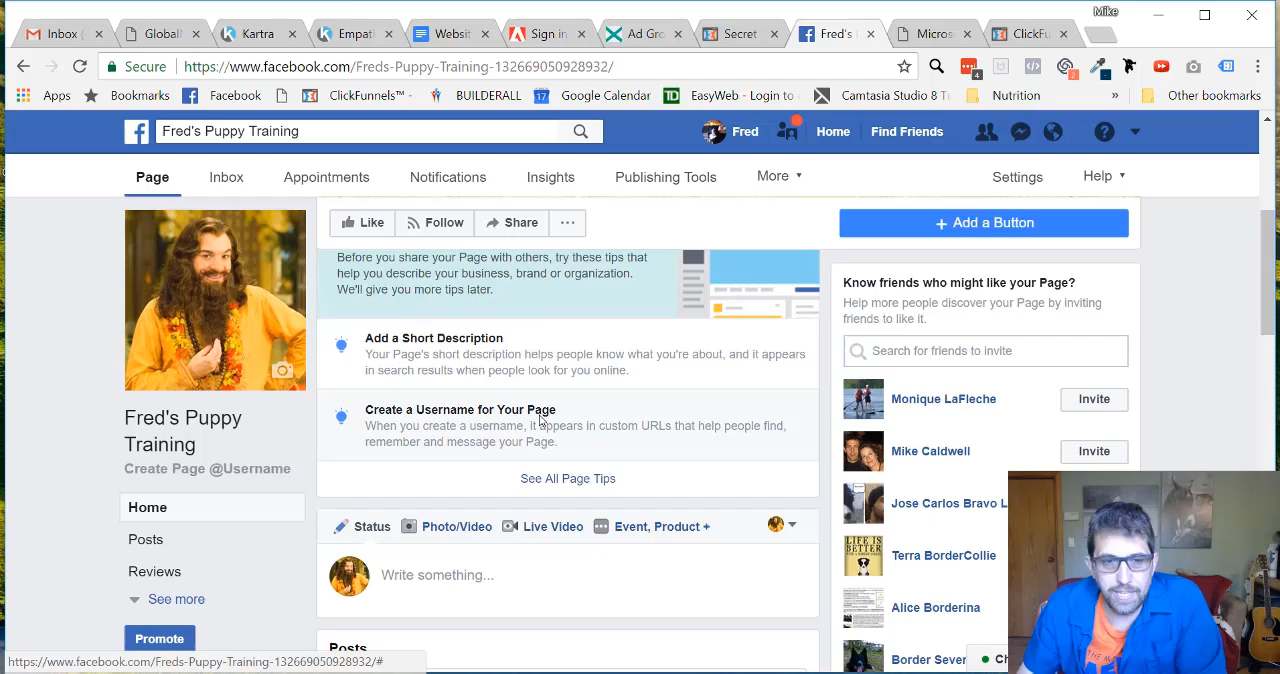 Mike
Inbox ( Global Kartra Empati Websit Sign in Ad Gro Secret Fred's Micros ClickFu
Secure https://www.facebook.com/Freds-Puppy-Training-132669050928932/
Apps Bookmarks Facebook ClickFunnels™ - BUILDERALL Google Calendar EasyWeb - Login to Camtasia Studio 8 T Nutrition » Other bookmarks
Fred's Puppy Training Fred Home Find Friends
Page Inbox Appointments Notifications Insights Publishing Tools More Settings Help
Like Follow Share ... + Add a Button
Before you share your Page with others, try these tips that
help you describe your business, brand or organization.
We'll give you more tips later.
Add a Short Description
Your Page's short description helps people know what you're about, and it appears
in search results when people look for you online.
Create a Username for Your Page
When you create a username, it appears in custom URLs that help people find,
remember and message your Page.
See All Page Tips
Status Photo/Video Live Video Event, Product +
Write something...
Posts
Know friends who might like your Page?
Help more people discover your Page by inviting
friends to like it.
Search for friends to invite
Monique LaFleche Invite
Mike Caldwell Invite
Jose Carlos Bravo L
LIFE IS
BETTER
Terra BorderCollie
Alice Borderina
Border Sever
Ch
Fred's Puppy
Training
Create Page @Username
Home
Posts
Reviews
See more
Promote
https://www.facebook.com/Freds-Puppy-Training-132669050928932/#